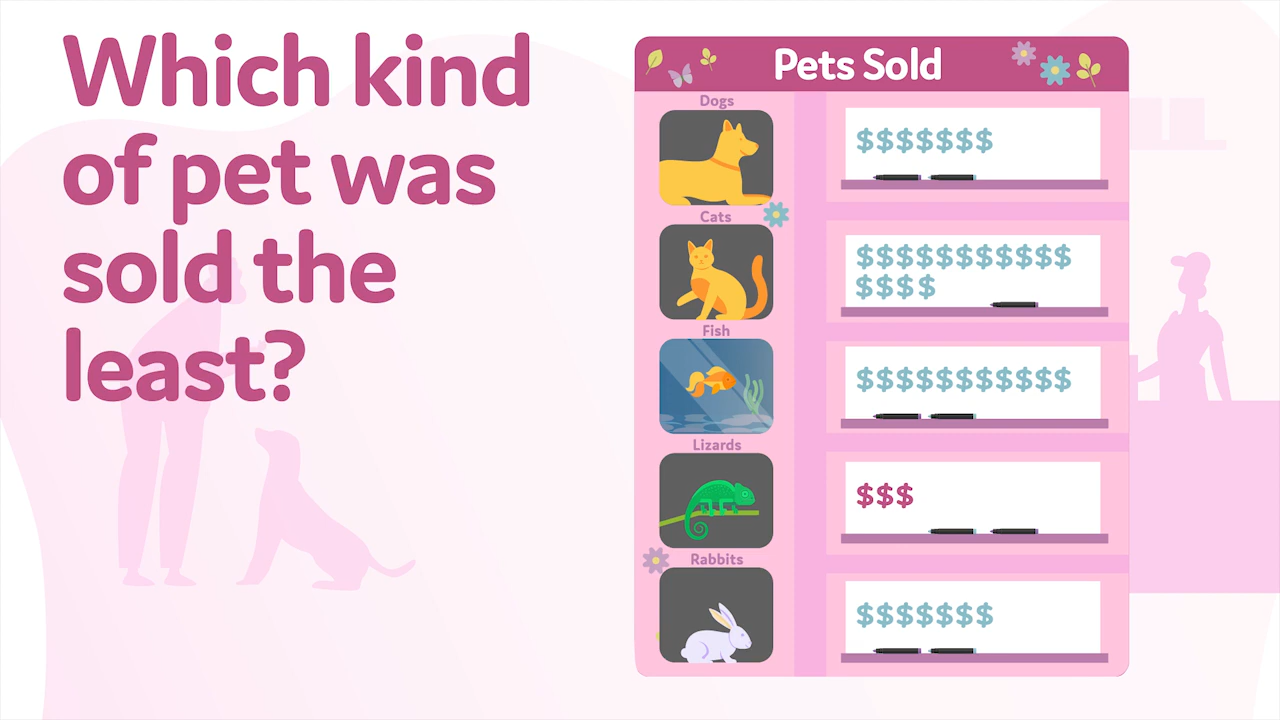 Which kind
of pet was
sold the
least?
Pets Sold
Dogs
$$$$$$$
Cats
$$$$$$$$$$$
$$$$
Fish
$$$$$$$$$$$
Lizards
$$$
Rabbits
$$$$$$$